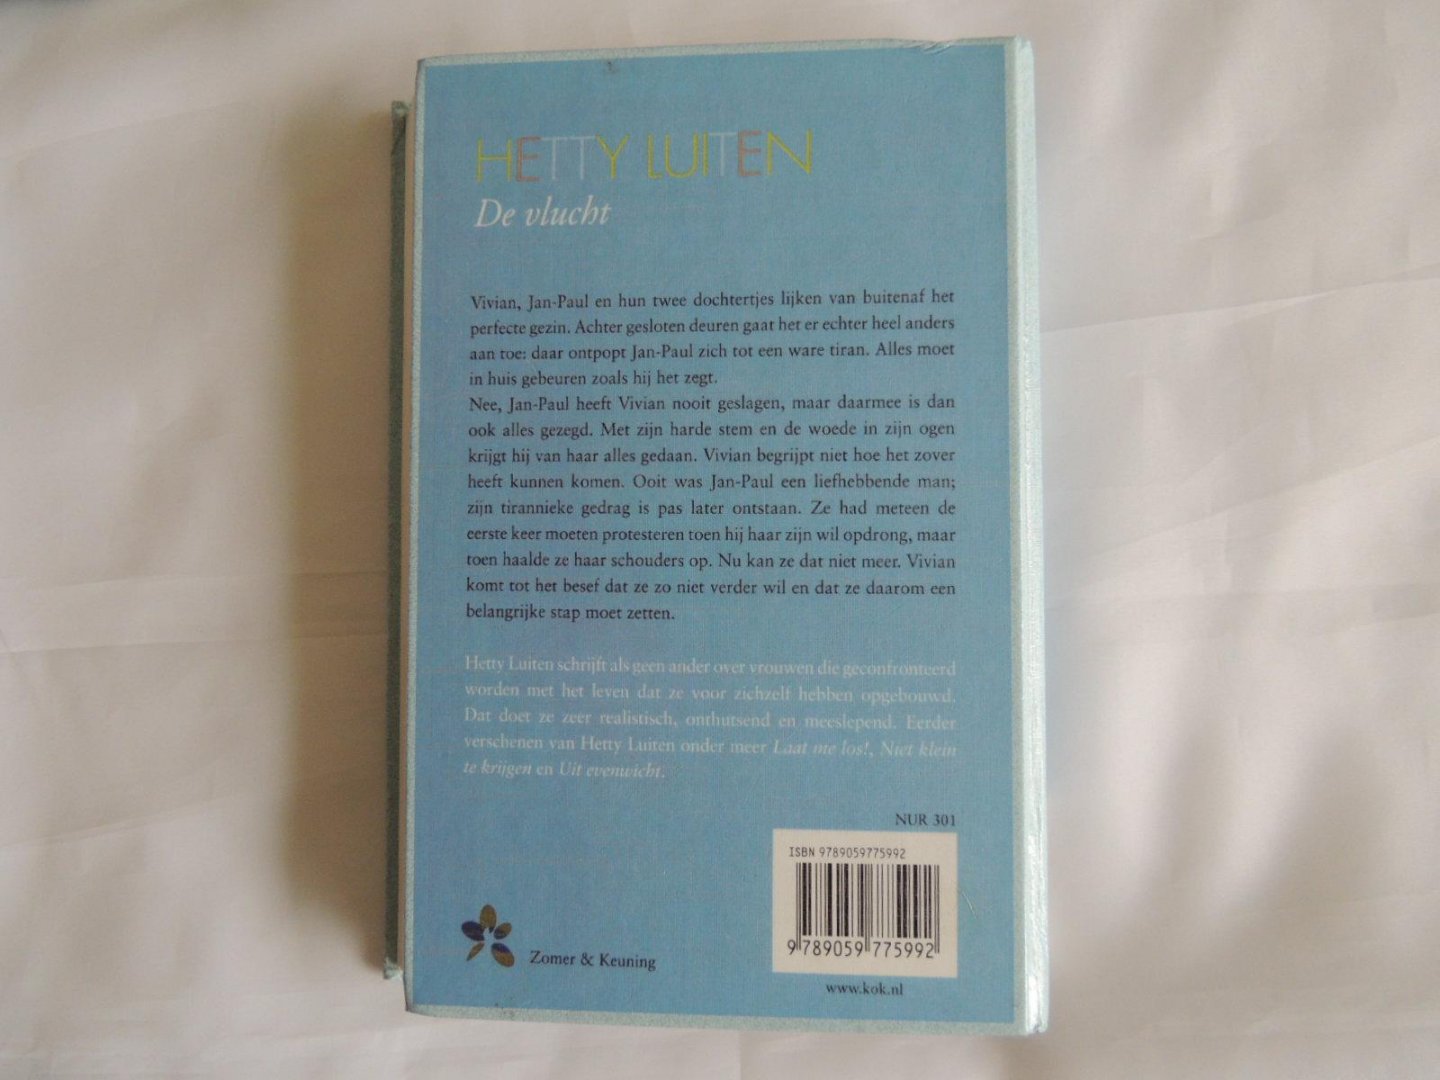 HETTY LUITEN
De vlucht
Vivian, Jan-Paul en hun twee dochtertjes lijken van buitenaf het
perfecte gezin. Achter gesloten deuren gaat het er echter heel anders
aan toe: daar ontpopt Jan-Paul zich tot een ware tiran. Alles moet
in huis gebeuren zoals hij het zegt.
Nee, Jan-Paul heeft Vivian nooit geslagen, maar daarmee is dan
ook alles gezegd. Met zijn harde stem en de woede in zijn ogen
krijgt hij van haar alles gedaan. Vivian begrijpt niet hoe het zover
heeft kunnen komen. Ooit was Jan-Paul een liefhebbende man;
zijn tirannieke gedrag is pas later ontstaan. Ze had meteen de
eerste keer moeten protesteren toen hij haar zijn wil opdrong, maar
toen haalde ze haar schouders op. Nu kan ze dat niet meer. Vivian
komt tot het besef dat ze zo niet verder wil en dat ze daarom een
belangrijke stap moet zetten.
Hetty Luiten schrijft als geen ander over vrouwen die geconfronteerd
worden met het leven dat ze voor zichzelf hebben opgebouwd.
Dat doet ze zeer realistisch, onthutsend en meeslepend. Eerder
verschenen van Hetty Luiten onder meer Laat me los!, Niet klein
te krijgen en Uit evenwicht.
NUR 301
ISBN 9789059775992
9 789059 775992
Zomer & Keuning
www.kok.nl